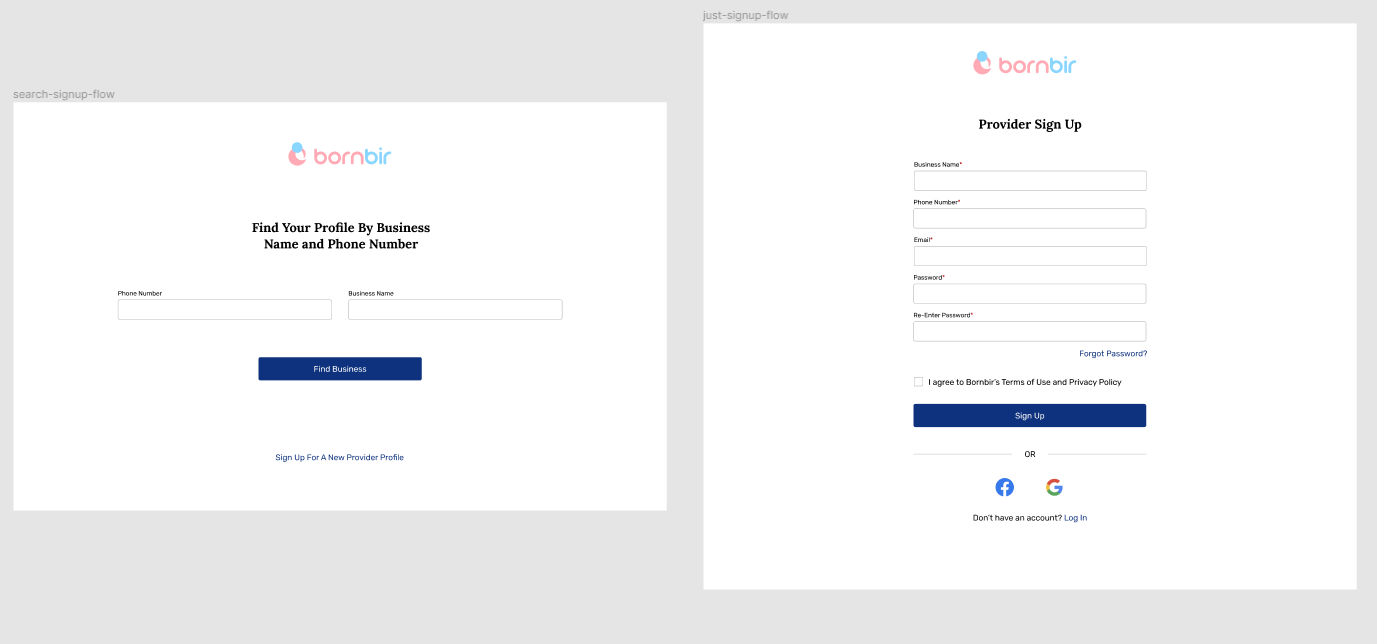 search-signup-flow
bornbir
Find Your Profile By Business
Name and Phone Number
Phone Number
Business Name
Find Business
Sign Up For A New Provider Profile
just-signup-flow
bornbir
Provider Sign Up
Business Name*
Phone Number*
Email*
Password*
Re-Enter Password*
Forgot Password?
I agree to Bornbir's Terms of Use and Privacy Policy
Sign Up
OR
Don't have an account? Log In